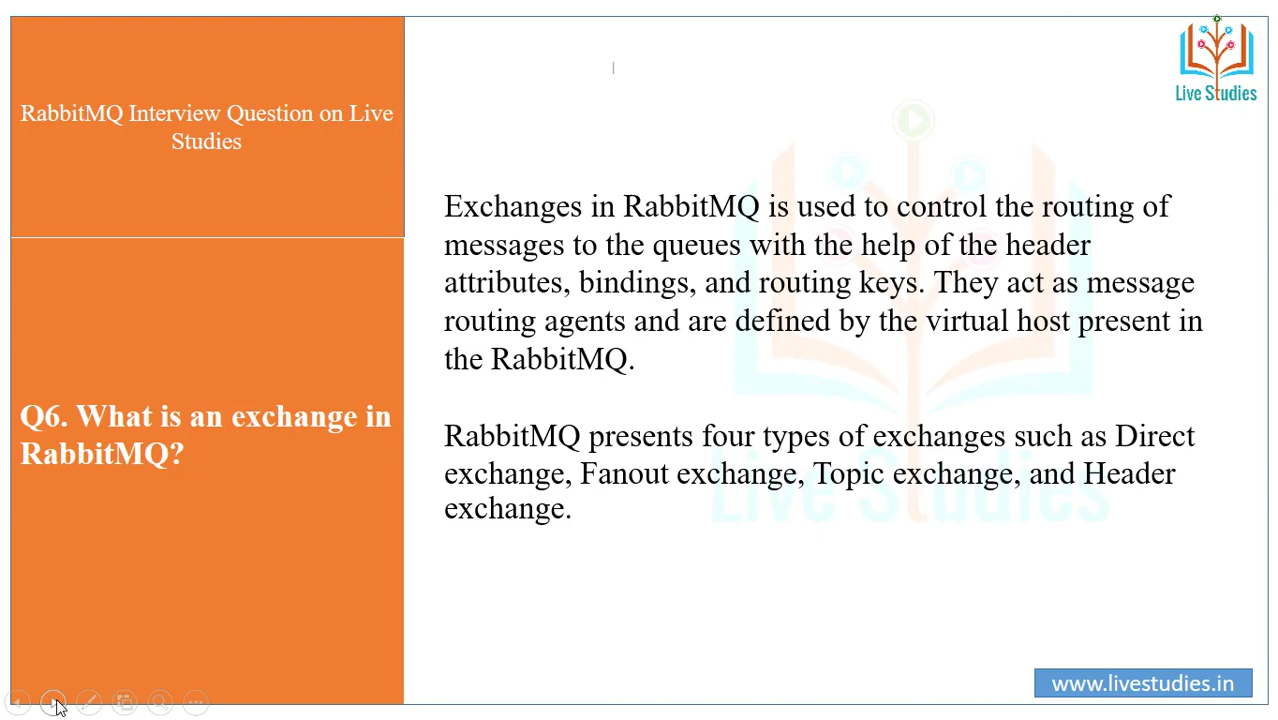 RabbitMQ Interview Question on Live
Studies
Q6. What is an exchange in
RabbitMQ?
Live Studies
Exchanges in RabbitMQ is used to control the routing of
messages to the queues with the help of the header
attributes, bindings, and routing keys. They act as message
routing agents and are defined by the virtual host present in
the RabbitMQ.
RabbitMQ presents four types of exchanges such as Direct
exchange, Fanout exchange, Topic exchange, and Header
exchange.
Live Studies
www.livestudies.in